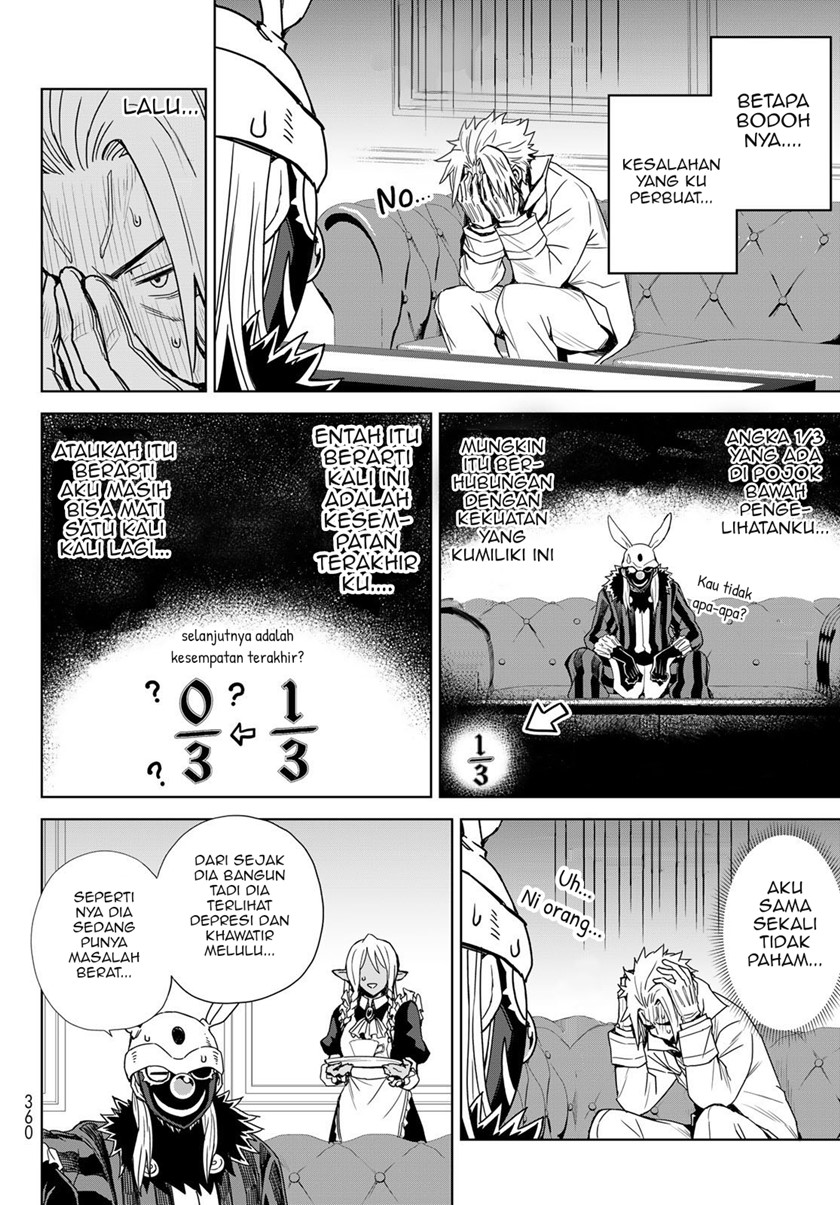 BETAPA
BODOH
NYA....
KESALAHAN
YANG KU
PERBUAT...
No...
LALU...
ANGKA 1/3
YANG ADA
DI POJOK
BAWAH
PENGE-
LIHATANKU...
MUNGKIN
ITU BER-
HUBUNGAN
DENGAN
KEKUATAN
YANG
KUMILIKI INI
Kau tidak
apa-apa?
1
3
ENTAH ITU
BERARTI
KALI INI
ADALAH
KESEM-
PATAN
TERAKHIR
KU....
ATAUKAH ITU
BERARTI
AKU MASIH
BISA MATI
SATU KALI
KALI LAGI...
selanjutnya adalah
kesempatan terakhir?
? 0 ? 1
? 3 3
AKU
SAMA
SEKALI
TIDAK
PAHAM...
Uh...
Ni orang...
DARI SEJAK
DIA BANGUN
TADI DIA
TERLIHAT
DEPRESI DAN
KHAWATIR
MELULU...
SEPERTI
NYA DIA
SEDANG
PUNYA
MASALAH
BERAT...
360